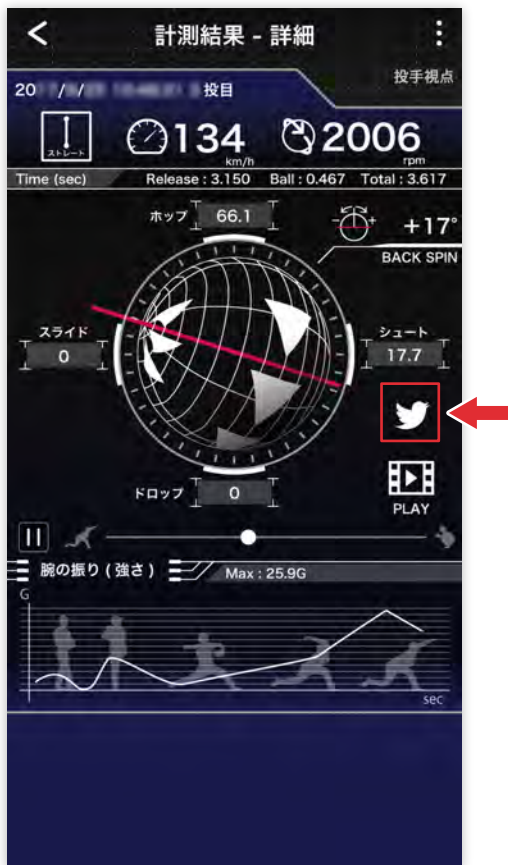 計測結果 - 詳細
投手視点
20 / / 投目
ストレート
134 km/h
2006 rpm
Time (sec) Release : 3.150 Ball : 0.467 Total : 3.617
ホップ 66.1
- + +17°
BACK SPIN
スライド 0
シュート 17.7
ドロップ 0
PLAY
腕の振り ( 強さ ) Max : 25.9G
G
sec